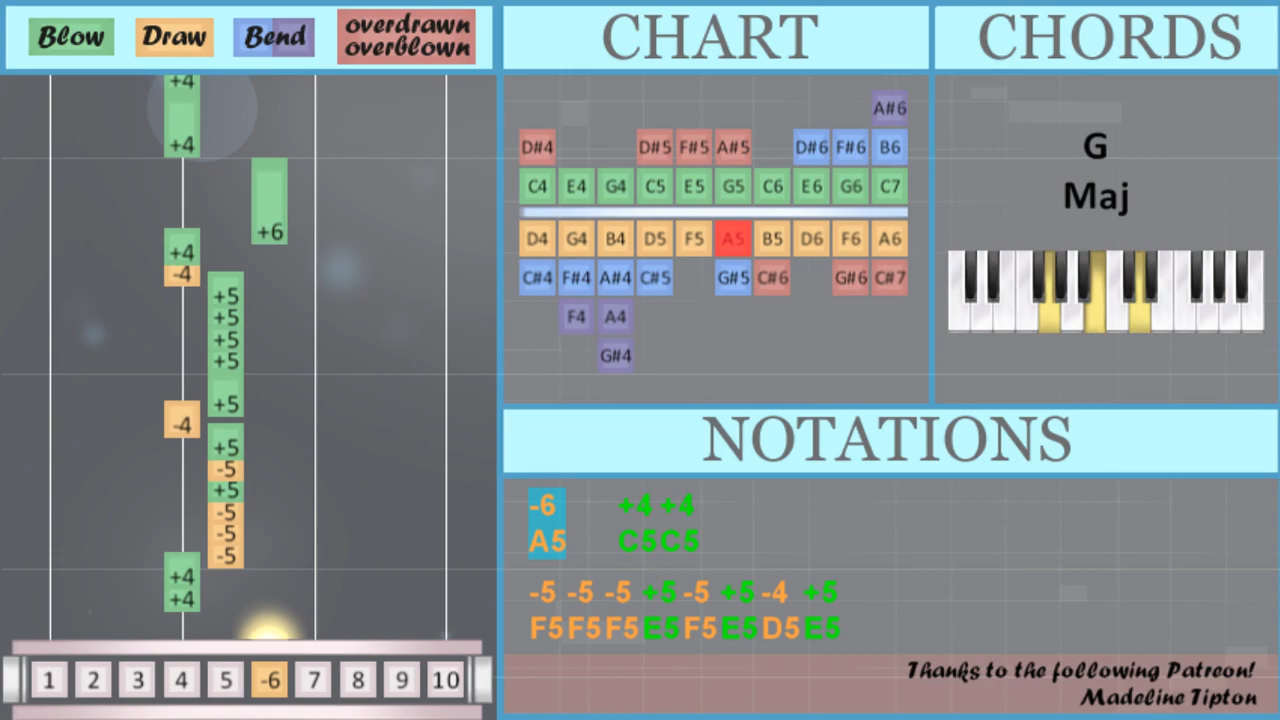 Blow Draw Bend overdrawn
overblown
CHART
CHORDS
+4
+4
+6
+4
-4
+5
+5
+5
+5
+5
-4
+5
-5
+5
-5
-5
-5
+4
+4
1 2 3 4 5 -6 7 8 9 10
A#6
D#4 D#5 F#5 A#5 D#6 F#6 B6
C4 E4 G4 C5 E5 G5 C6 E6 G6 C7
D4 G4 B4 D5 F5 A5 B5 D6 F6 A6
C#4 F#4 A#4 C#5 G#5 C#6 G#6 C#7
F4 A4
G#4
G
Maj
NOTATIONS
-6 +4 +4
A5 C5 C5
-5 -5 -5 +5 -5 +5 -4 +5
F5 F5 F5 E5 F5 E5 D5 E5
Thanks to the following Patreon!
Madeline Tipton